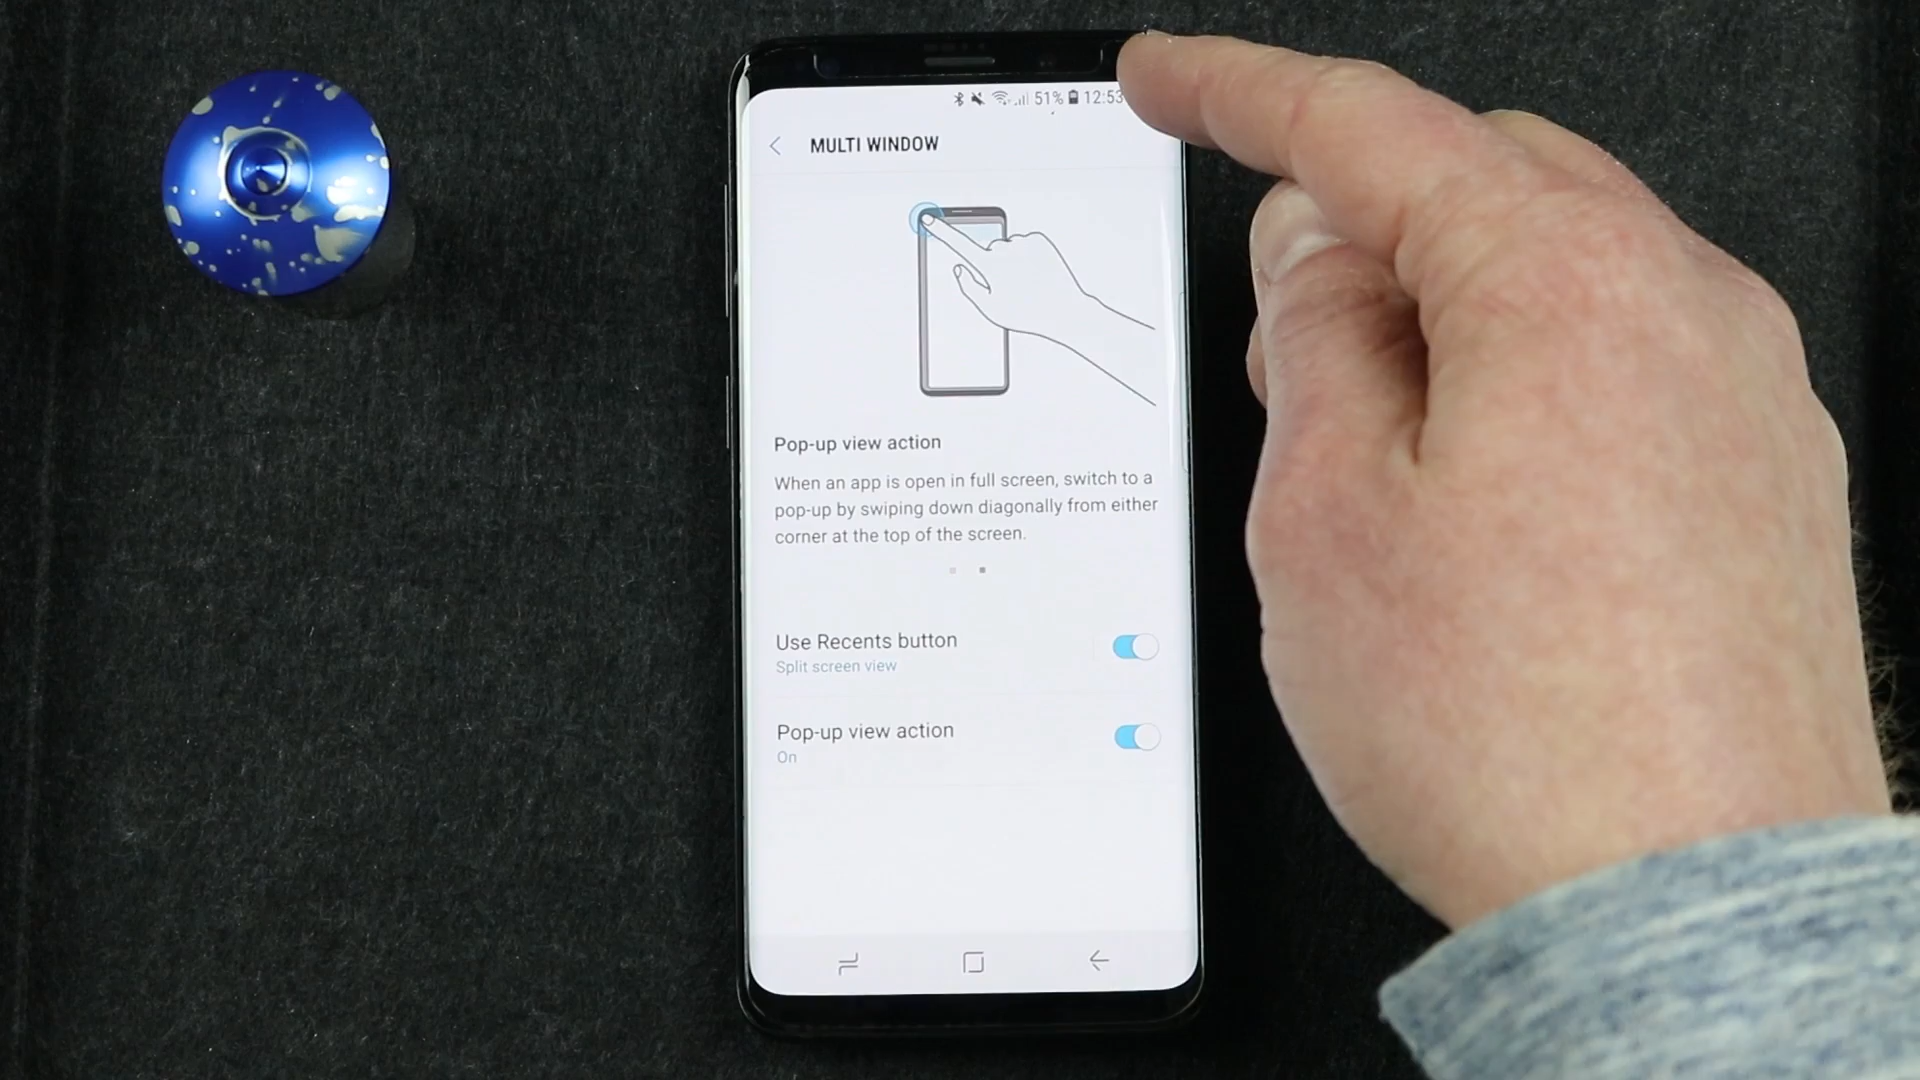 51% 12:53
MULTI WINDOW
Pop-up view action
When an app is open in full screen, switch to a
pop-up by swiping down diagonally from either
corner at the top of the screen.
Use Recents button
Split screen view
Pop-up view action
On